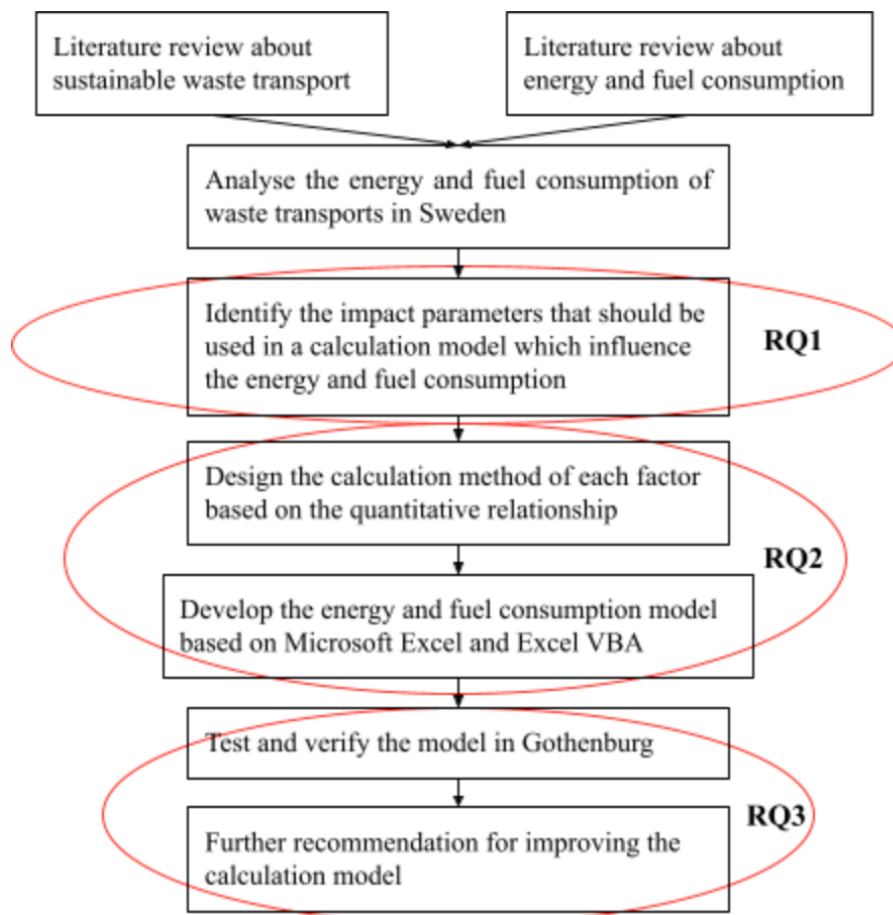 Literature review about
sustainable waste transport
Literature review about
energy and fuel consumption
Analyse the energy and fuel consumption of
waste transports in Sweden
Identify the impact parameters that should be
used in a calculation model which influence
the energy and fuel consumption
RQ1
Design the calculation method of each factor
based on the quantitative relationship
RQ2
Develop the energy and fuel consumption model
based on Microsoft Excel and Excel VBA
Test and verify the model in Gothenburg
RQ3
Further recommendation for improving the
calculation model